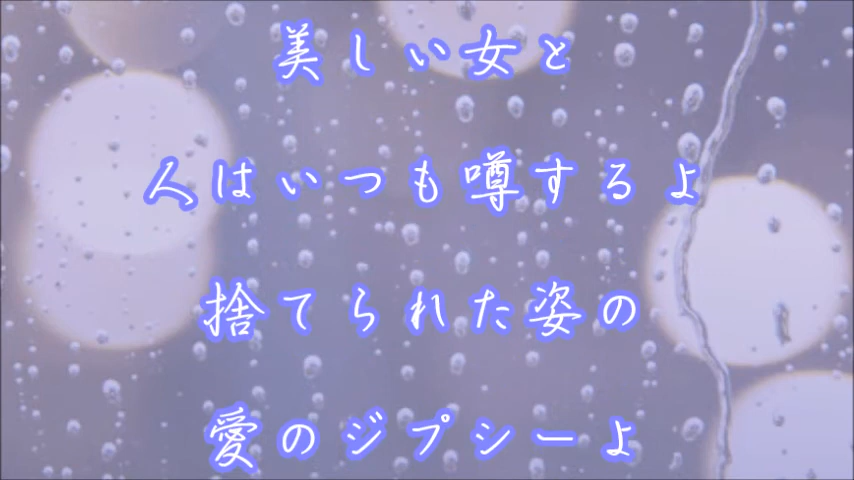 美しい女と
人はいつも噂するよ
捨てられた姿の
愛のジプシーよ